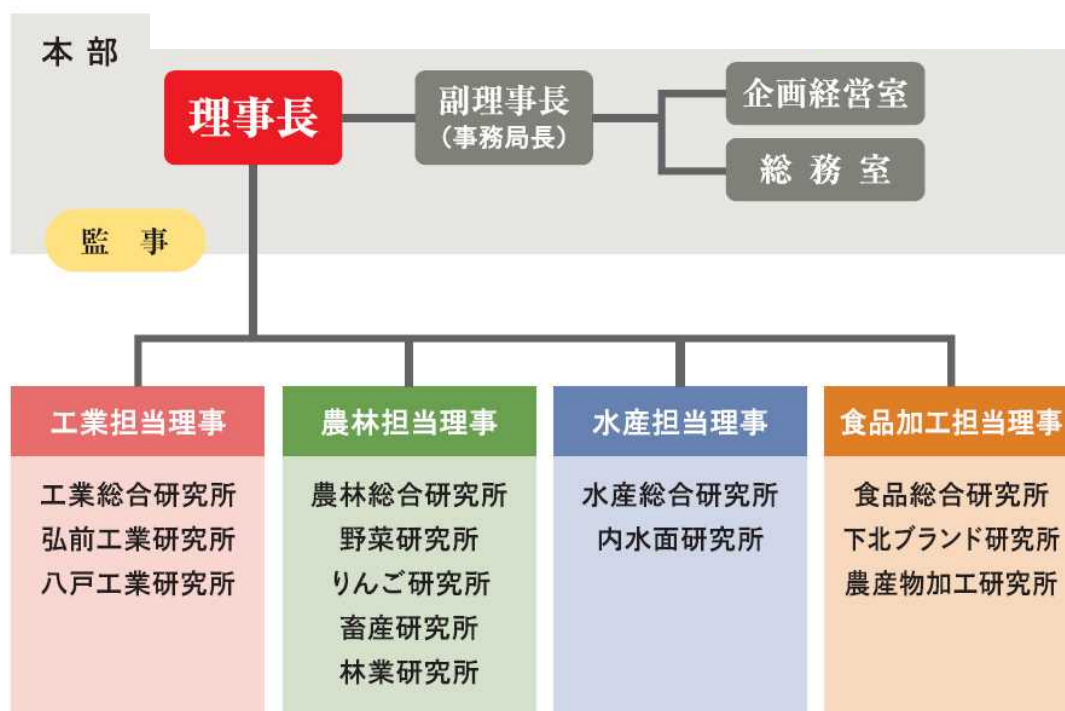 本部
理事長
副理事長
（事務局長）
企画経営室
総務室
監事
工業担当理事
工業総合研究所
弘前工業研究所
八戸工業研究所
農林担当理事
農林総合研究所
野菜研究所
りんご研究所
畜産研究所
林業研究所
水産担当理事
水産総合研究所
内水面研究所
食品加工担当理事
食品総合研究所
下北ブランド研究所
農産物加工研究所